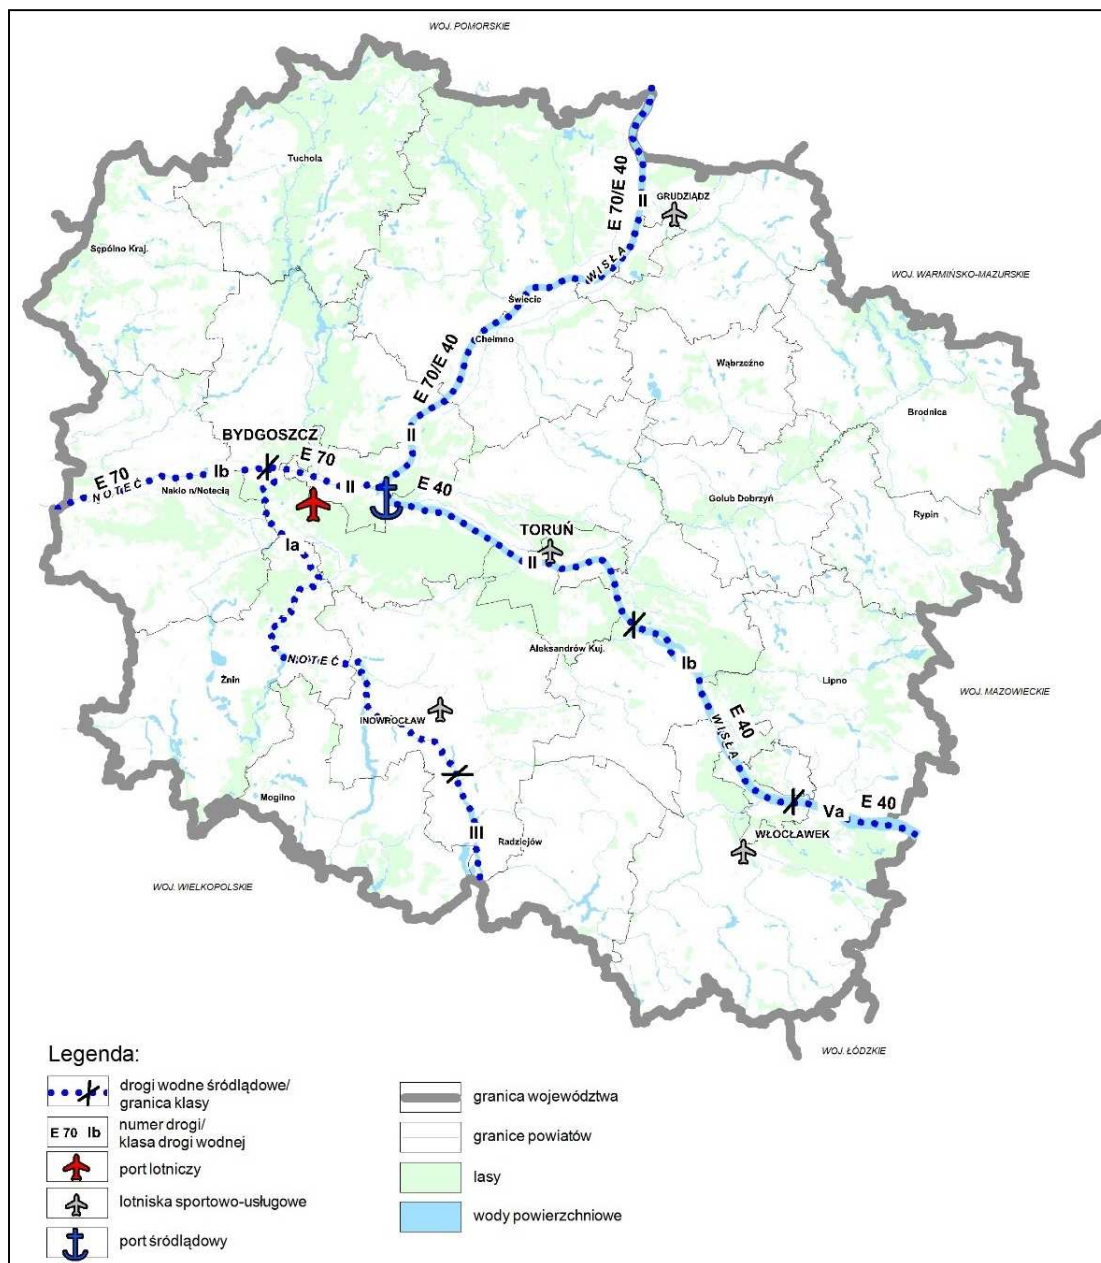 WOJ. POMORSKIE
Tuchola
E 70/E 40
II
GRUDZIĄDZ
Sępólno Kraj.
WISŁA
WOJ. WARMIŃSKO-MAZURSKIE
Świecie
Chełmno
E 70/E 40
Wąbrzeźno
Brodnica
II
BYDGOSZCZ
E 70
Ib
E 70
NOTEĆ
Nakło n/Notecią
II
E 40
Golub Dobrzyń
Rypin
TORUŃ
Ia
II
Aleksandrów Kuj.
NOTEĆ
Ib
Żnin
Lipno
WOJ. MAZOWIECKIE
INOWROCŁAW
E 40
WISŁA
Mogilno
Va
E 40
III
Radziejów
WŁOCŁAWEK
WOJ. WIELKOPOLSKIE
WOJ. ŁÓDZKIE
Legenda:
drogi wodne śródlądowe/
granica klasy
E 70 Ib
numer drogi/
klasa drogi wodnej
port lotniczy
lotniska sportowo-usługowe
port śródlądowy
granica województwa
granice powiatów
lasy
wody powierzchniowe